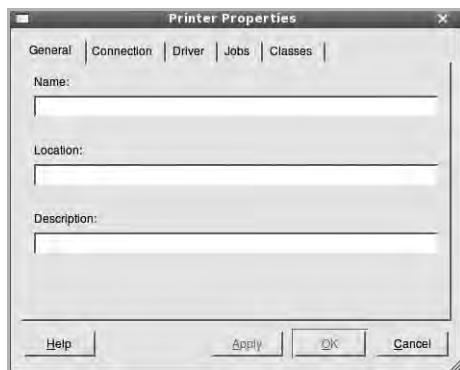 Printer Properties
General Connection Driver Jobs Classes
Name:
Location:
Description:
Help Apply OK Cancel